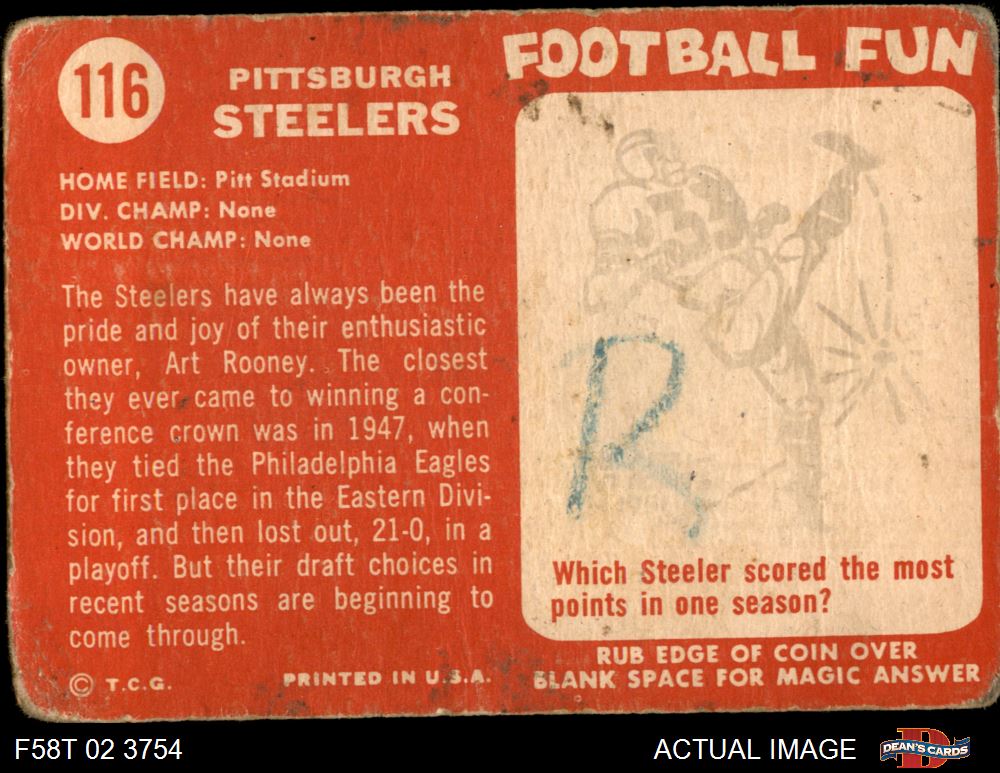 116
PITTSBURGH
STEELERS
HOME FIELD: Pitt Stadium
DIV. CHAMP: None
WORLD CHAMP: None
The Steelers have always been the
pride and joy of their enthusiastic
owner, Art Rooney. The closest
they ever came to winning a con-
ference crown was in 1947, when
they tied the Philadelphia Eagles
for first place in the Eastern Divi-
sion, and then lost out, 21-0, in a
playoff. But their draft choices in
recent seasons are beginning to
come through.
© T.C.G.
PRINTED IN U.S.A.
FOOTBALL FUN
R
Which Steeler scored the most
points in one season?
RUB EDGE OF COIN OVER
BLANK SPACE FOR MAGIC ANSWER
F58T 02 3754
ACTUAL IMAGE
DEAN'S CARDS